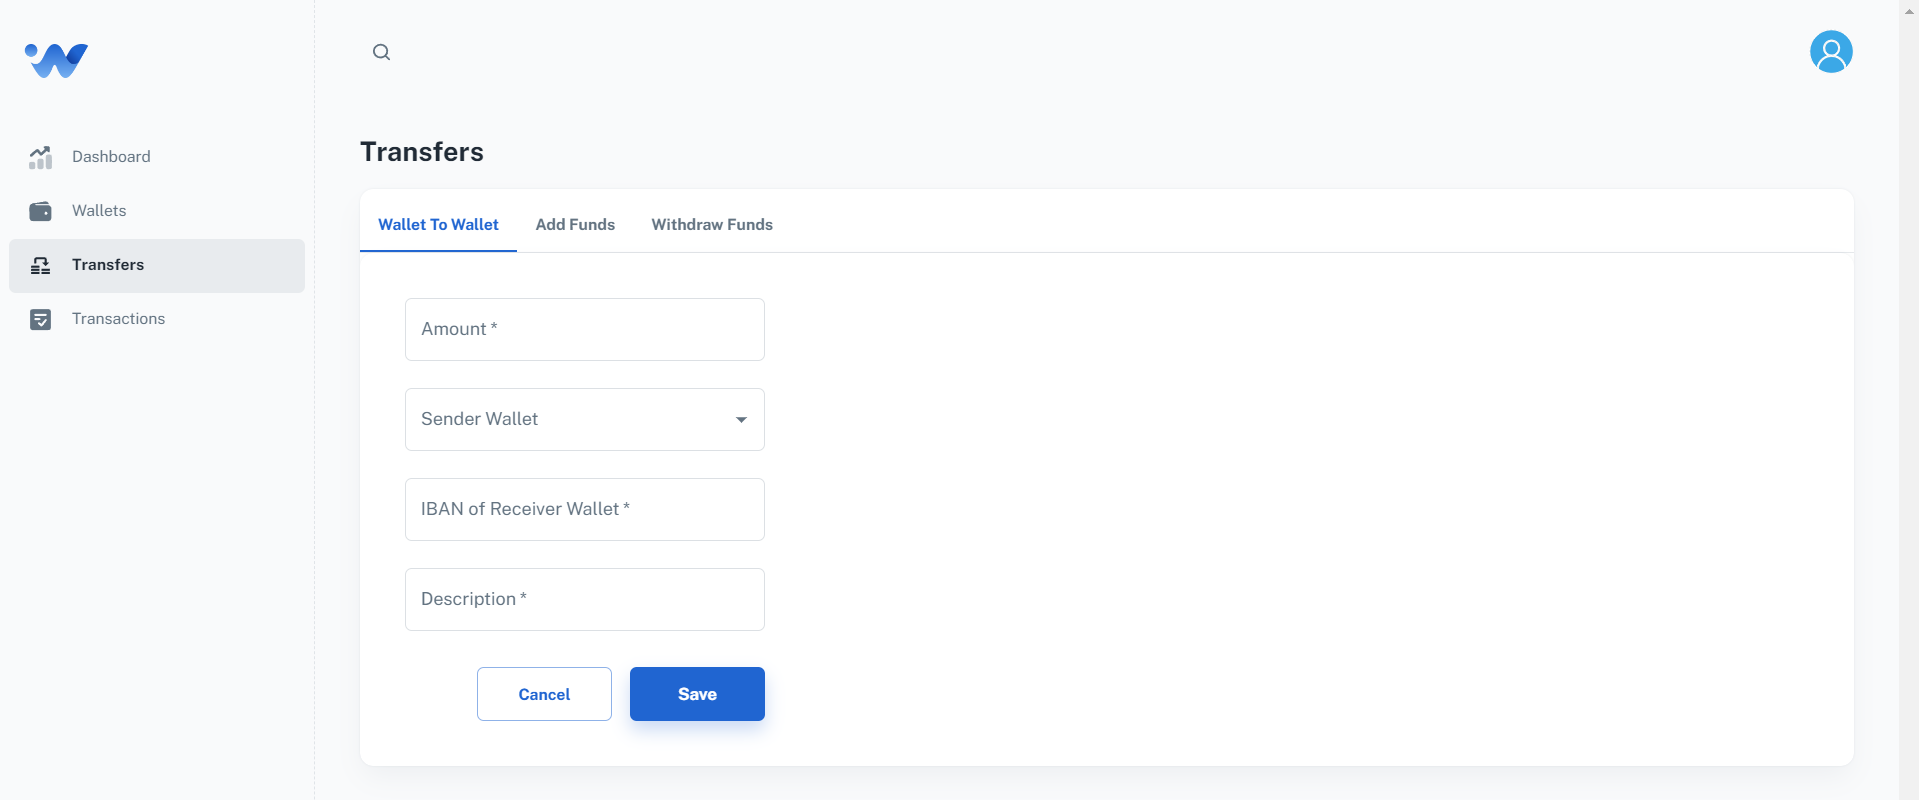 Dashboard
Wallets
Transfers
Transactions
Transfers
Wallet To Wallet Add Funds Withdraw Funds
Amount *
Sender Wallet
IBAN of Receiver Wallet *
Description *
Cancel Save